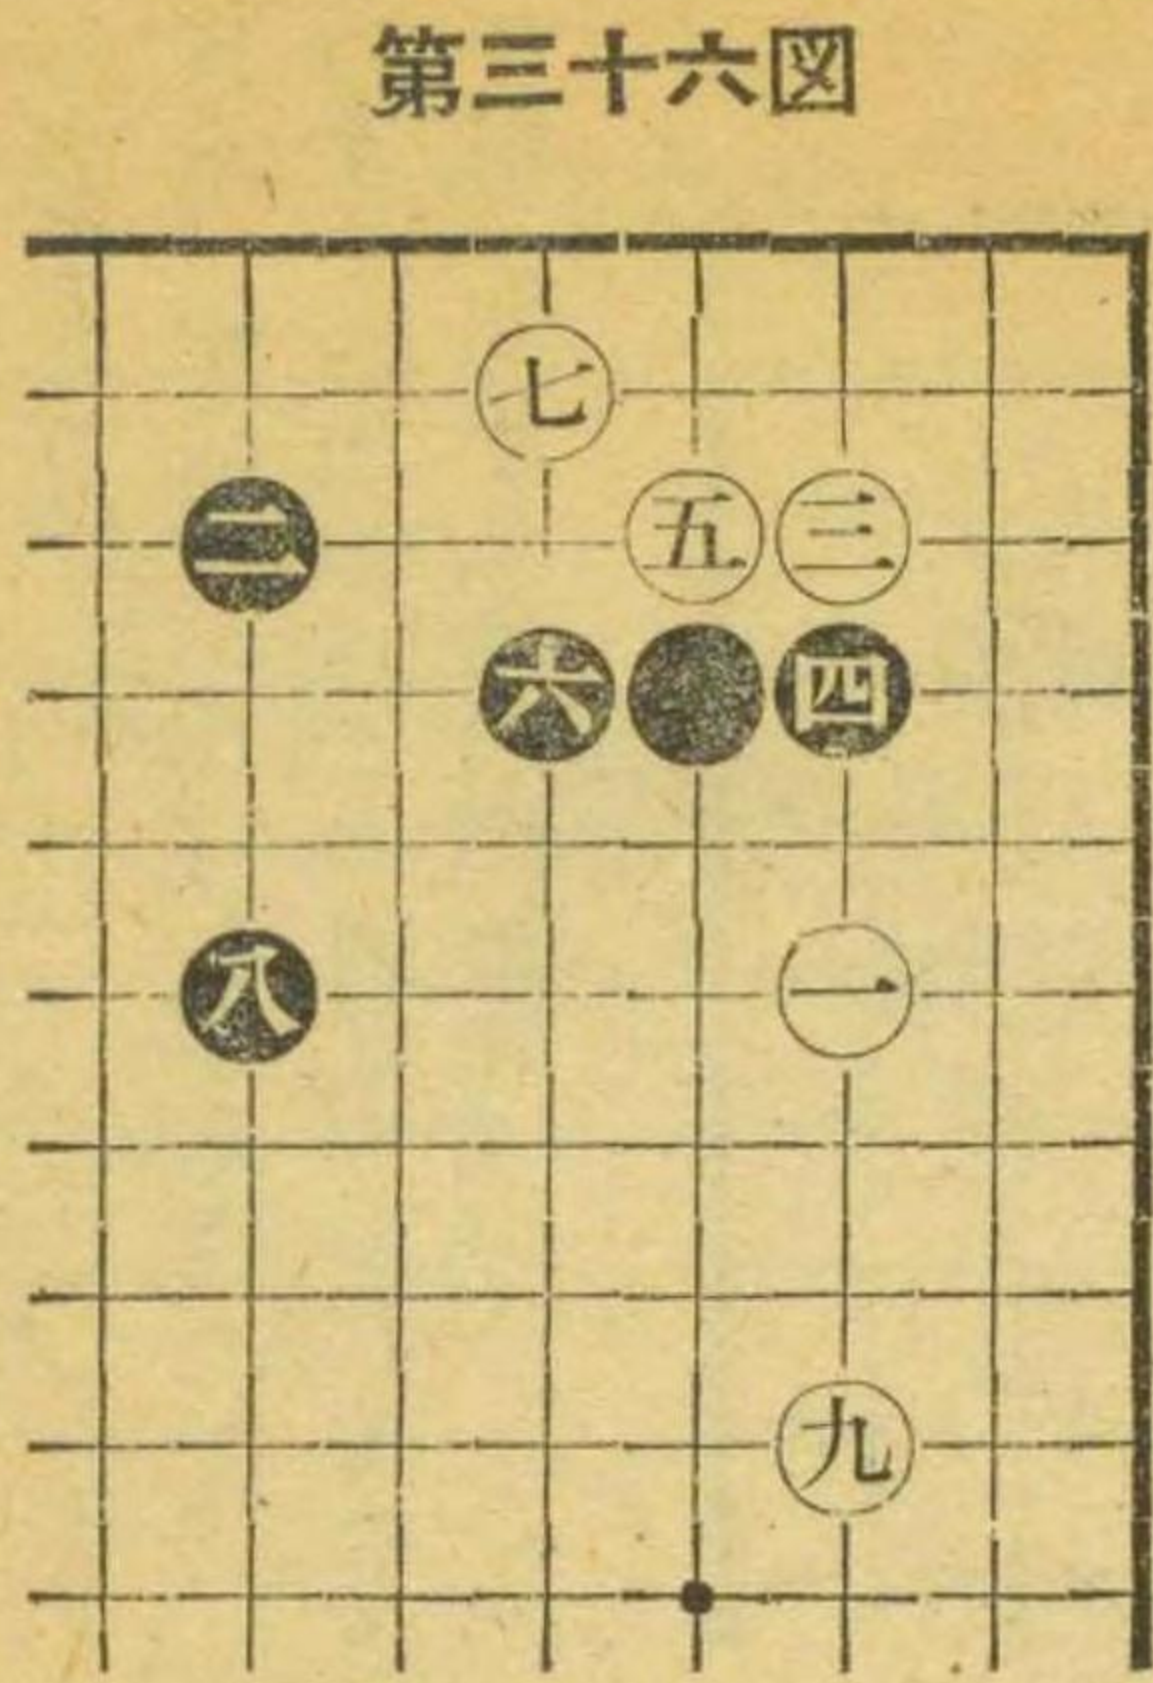 第三十六図
七
二 五 三
六 四
八 一
九